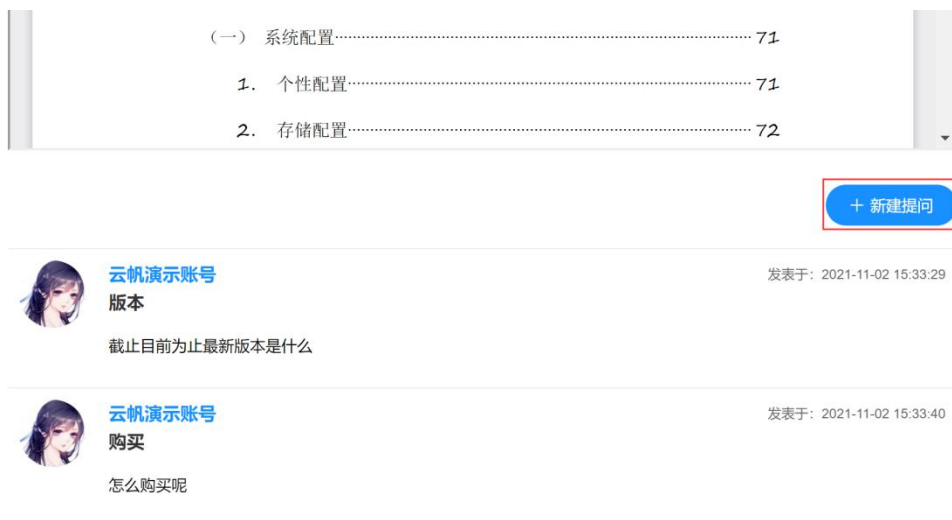 （一） 系统配置························ 71
1. 个性配置························ 71
2. 存储配置························ 72
＋ 新建提问
云帆演示账号 发表于：2021-11-02 15:33:29
版本
截止目前为止最新版本是什么
云帆演示账号 发表于：2021-11-02 15:33:40
购买
怎么购买呢